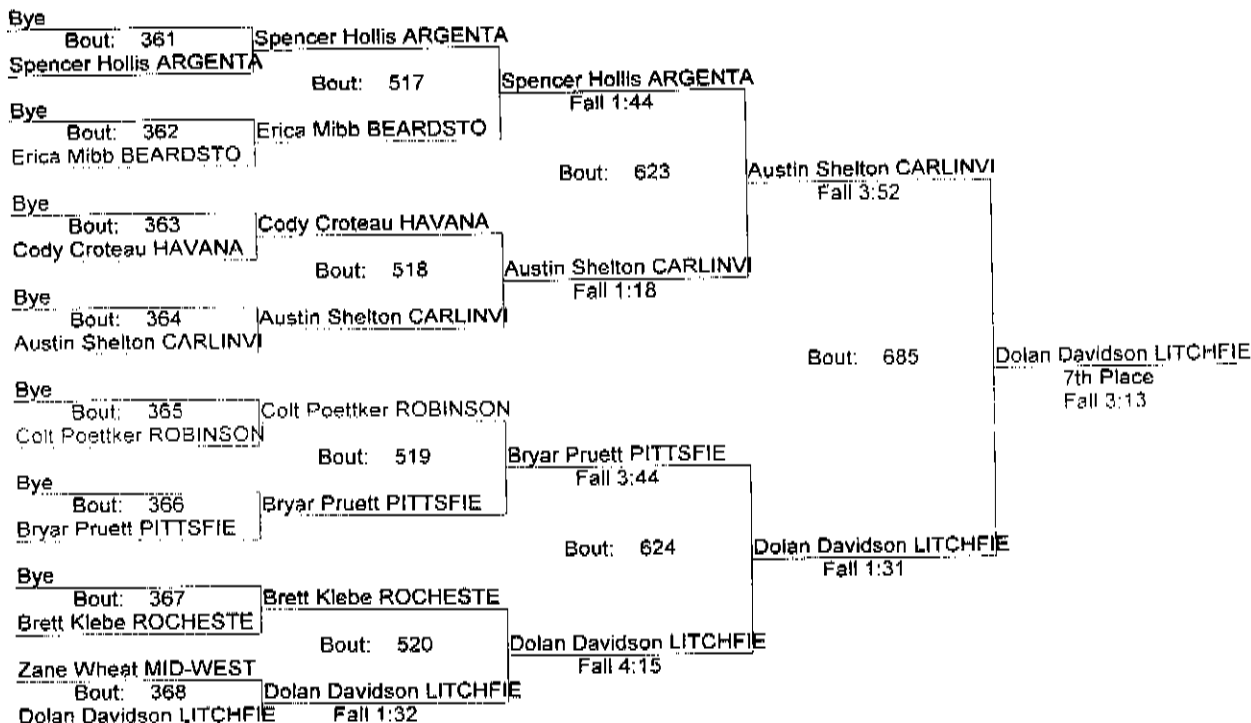 Bye
Bout: 361
Spencer Hollis ARGENTA
Bye
Bout: 362
Erica Mibb BEARDSTO
Bye
Bout: 363
Cody Croteau HAVANA
Bye
Bout: 364
Austin Shelton CARLINVI
Bye
Bout: 365
Colt Poettker ROBINSON
Bye
Bout: 366
Bryar Pruett PITTSFIE
Bye
Bout: 367
Brett Klebe ROCHESTE
Zane Wheat MID-WEST
Bout: 368
Dolan Davidson LITCHFIE
Spencer Hollis ARGENTA
Bout: 517
Erica Mibb BEARDSTO
Cody Croteau HAVANA
Bout: 518
Austin Shelton CARLINVI
Colt Poettker ROBINSON
Bout: 519
Bryar Pruett PITTSFIE
Brett Klebe ROCHESTE
Bout: 520
Dolan Davidson LITCHFIE
Fall 1:32
Spencer Hollis ARGENTA
Fall 1:44
Bout: 623
Austin Shelton CARLINVI
Fall 1:18
Bryar Pruett PITTSFIE
Fall 3:44
Bout: 624
Dolan Davidson LITCHFIE
Fall 4:15
Austin Shelton CARLINVI
Fall 3:52
Bout: 685
Dolan Davidson LITCHFIE
Fall 1:31
Dolan Davidson LITCHFIE
7th Place
Fall 3:13